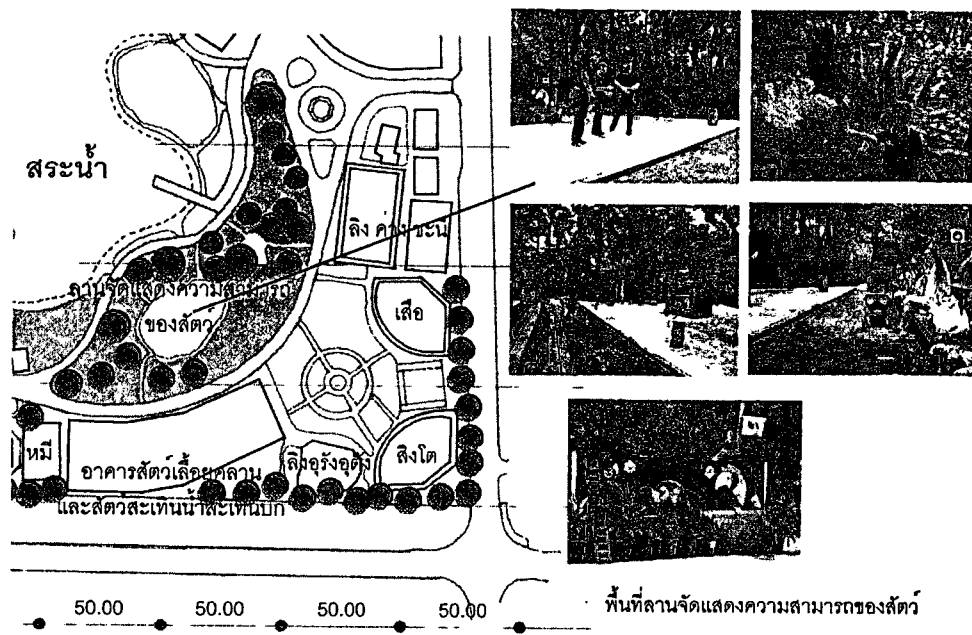 สระน้ำ
ลิง ค่าง ชะนี
ลานจัดแสดงความสามารถ
ของสัตว์
เสือ
หมี
อาคารสัตว์เลื้อยคลาน
และสัตว์สะเทินน้ำสะเทินบก
ลิงอุรังอุตัง
สิงโต
50.00 50.00 50.00 50.00
พื้นที่ลานจัดแสดงความสามารถของสัตว์